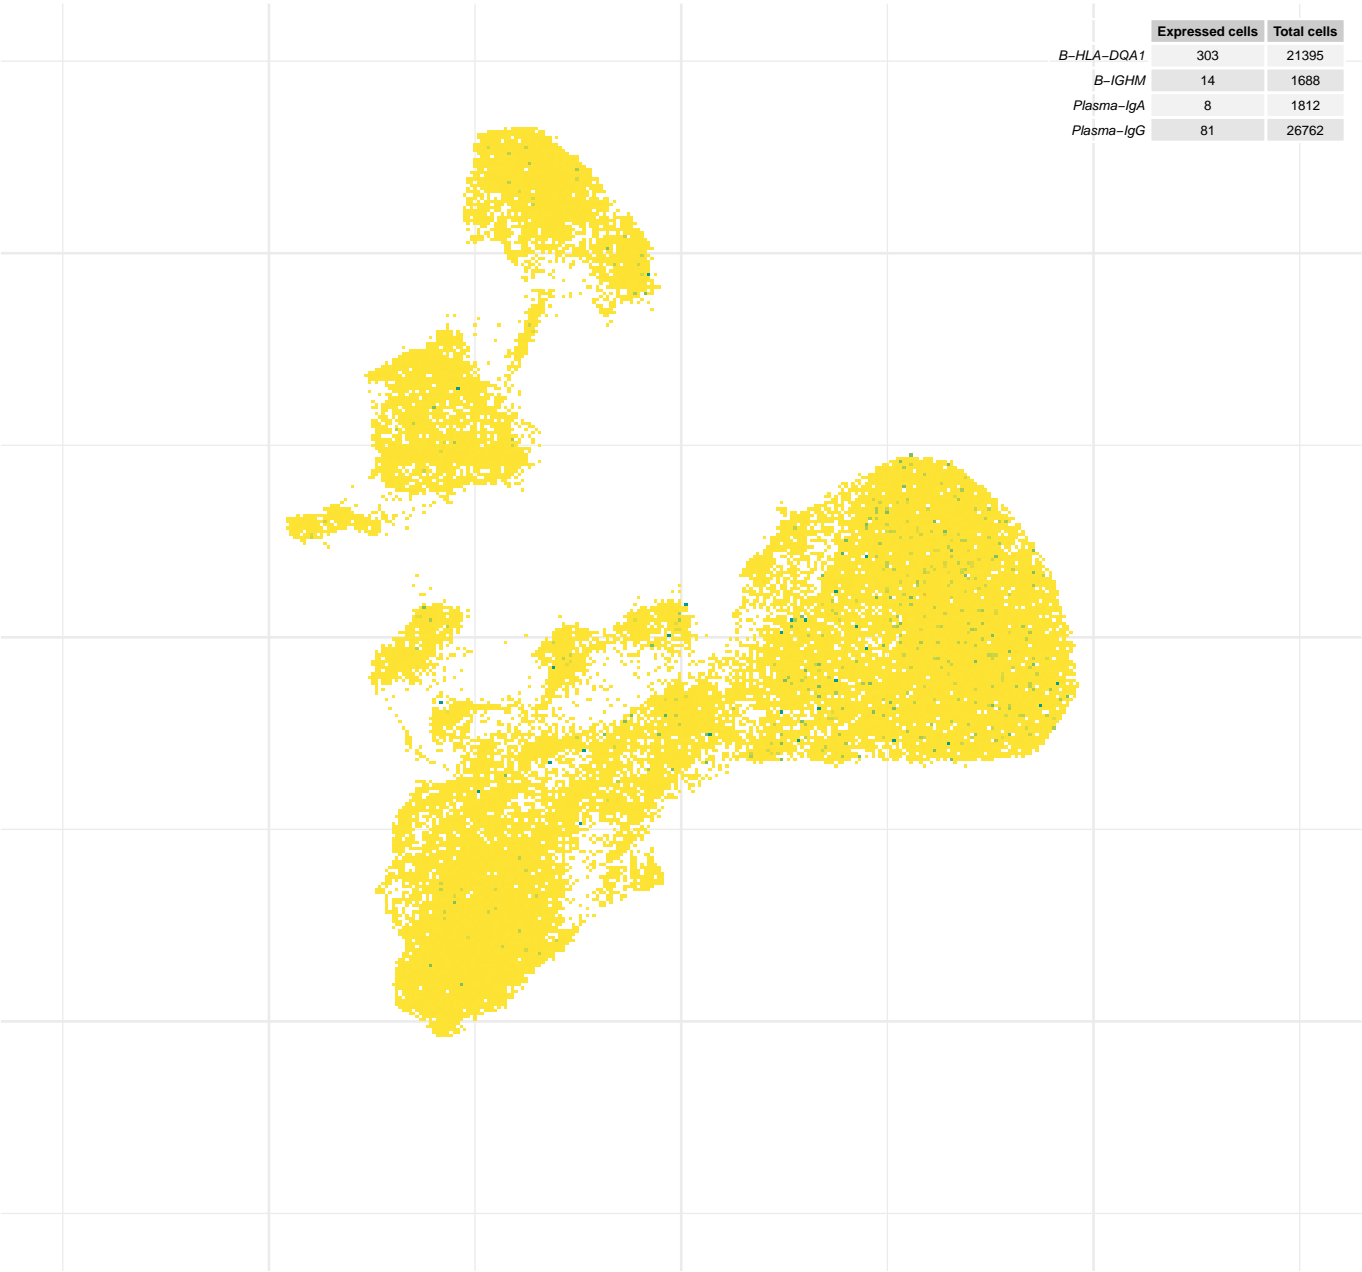 Expressed cells Total cells
B−HLA−DQA1 303 21395
B−IGHM 14 1688
Plasma−IgA 8 1812
Plasma−IgG 81 26762